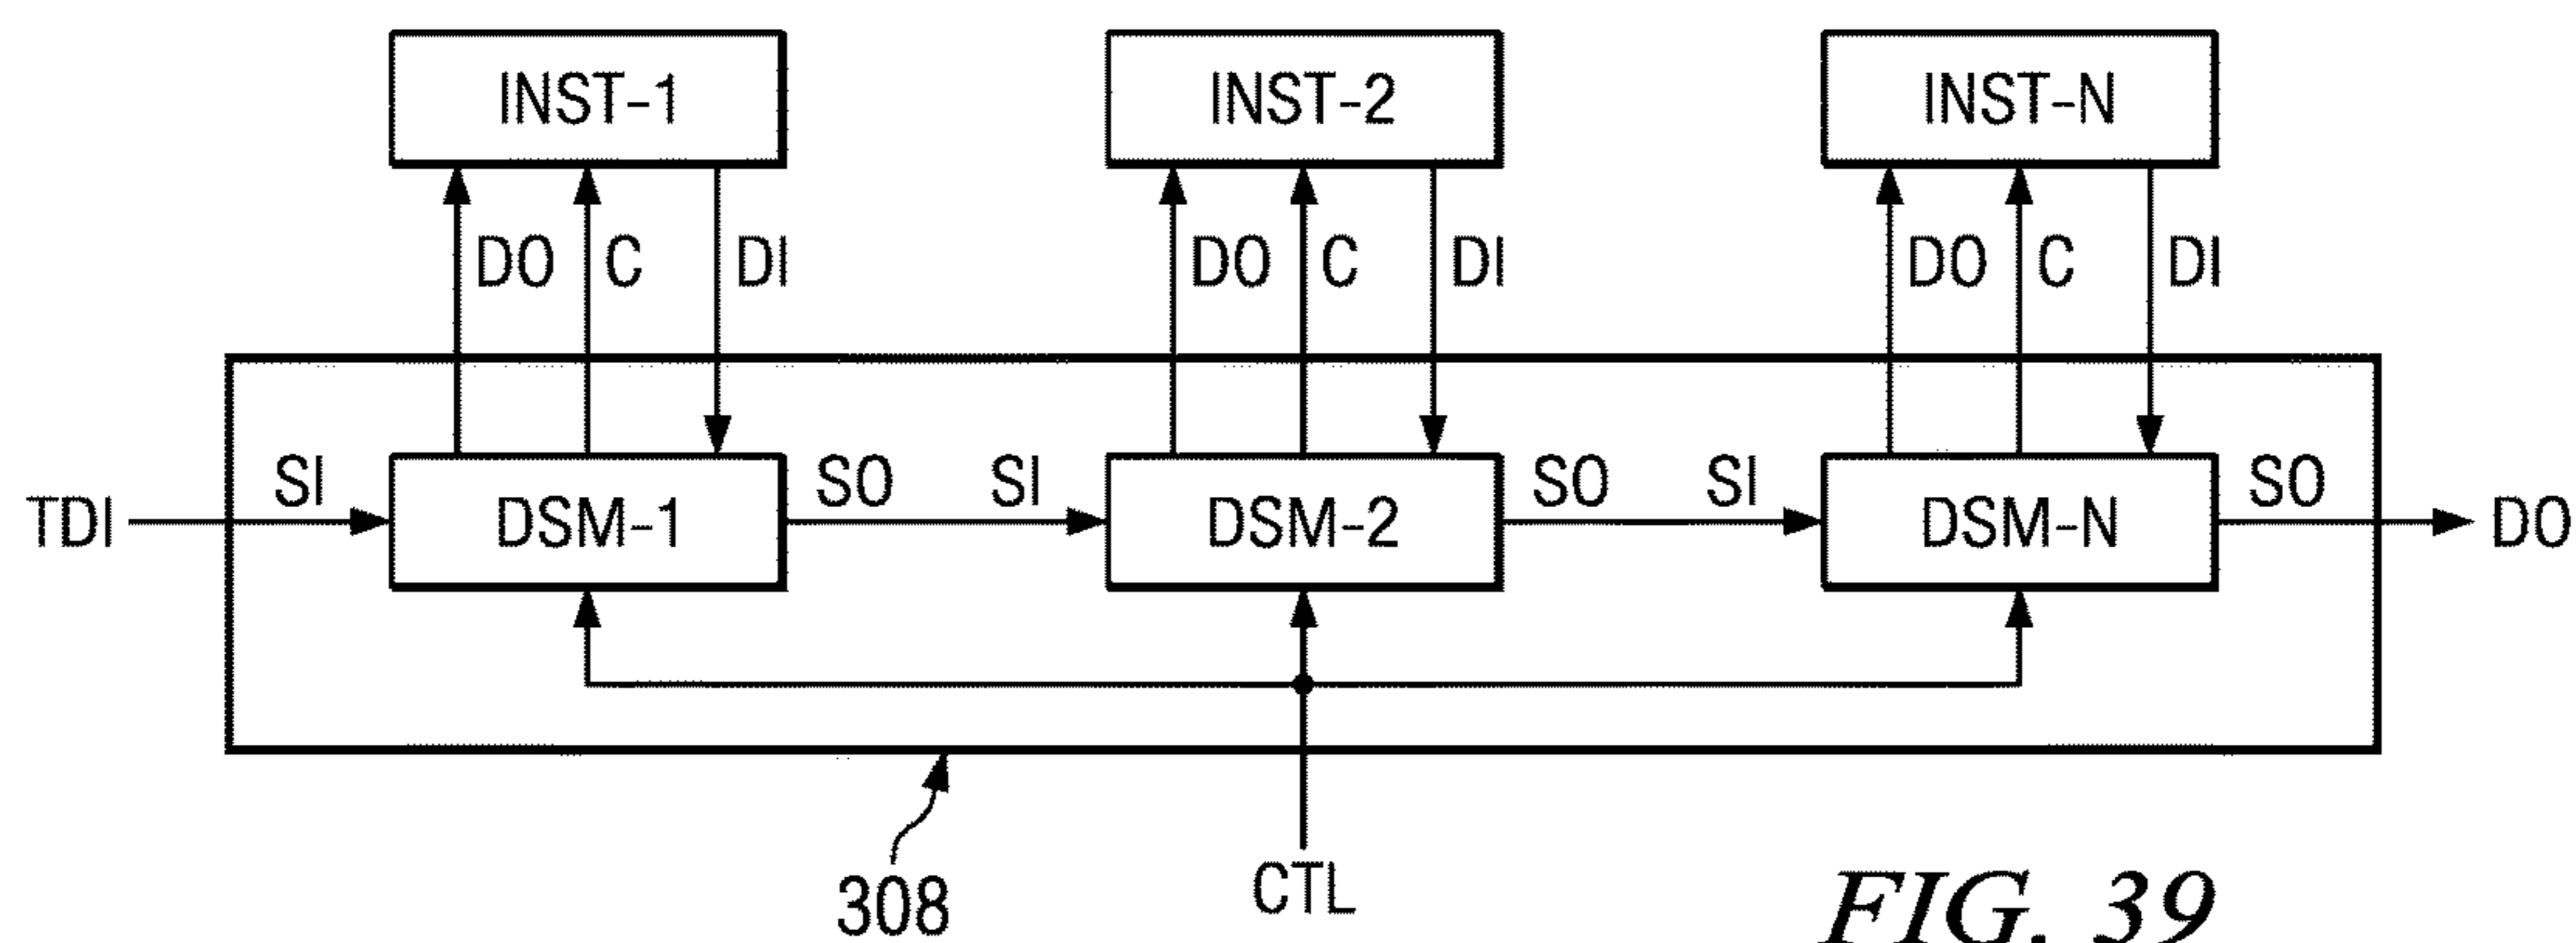 INST-1 INST-2 INST-N
DO C DI DO C DI DO C DI
TDI SI DSM-1 SO SI DSM-2 SO SI DSM-N SO DO
308 CTL
FIG. 39